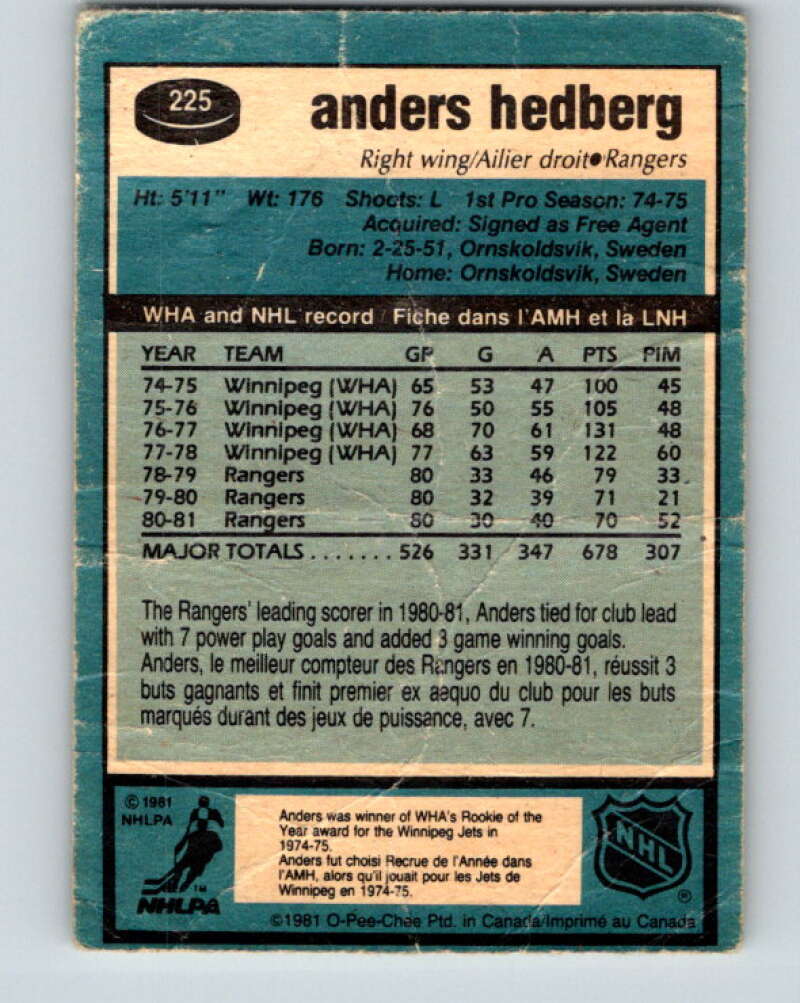 225
anders hedberg
Right wing/Ailier droit●Rangers
Ht: 5'11" Wt: 176 Shoots: L 1st Pro Season: 74-75
Acquired: Signed as Free Agent
Born: 2-25-51, Ornskoldsvik, Sweden
Home: Ornskoldsvik, Sweden
WHA and NHL record / Fiche dans l'AMH et la LNH
YEAR TEAM GP G A PTS PIM
74-75 Winnipeg (WHA) 65 53 47 100 45
75-76 Winnipeg (WHA) 76 50 55 105 48
76-77 Winnipeg (WHA) 68 70 61 131 48
77-78 Winnipeg (WHA) 77 63 59 122 60
78-79 Rangers 80 33 46 79 33
79-80 Rangers 80 32 39 71 21
80-81 Rangers 80 30 40 70 52
MAJOR TOTALS ....... 526 331 347 678 307
The Rangers' leading scorer in 1980-81, Anders tied for club lead
with 7 power play goals and added 3 game winning goals.
Anders, le meilleur compteur des Rangers en 1980-81, réussit 3
buts gagnants et finit premier ex aequo du club pour les buts
marqués durant des jeux de puissance, avec 7.
© 1981
NHLPA
TM
NHLPA
Anders was winner of WHA's Rookie of the
Year award for the Winnipeg Jets in
1974-75.
Anders fut choisi Recrue de l'Année dans
l'AMH, alors qu'il jouait pour les Jets de
Winnipeg en 1974-75.
NHL
®
©1981 O-Pee-Chee Ptd. in Canada/Imprimé au Canada